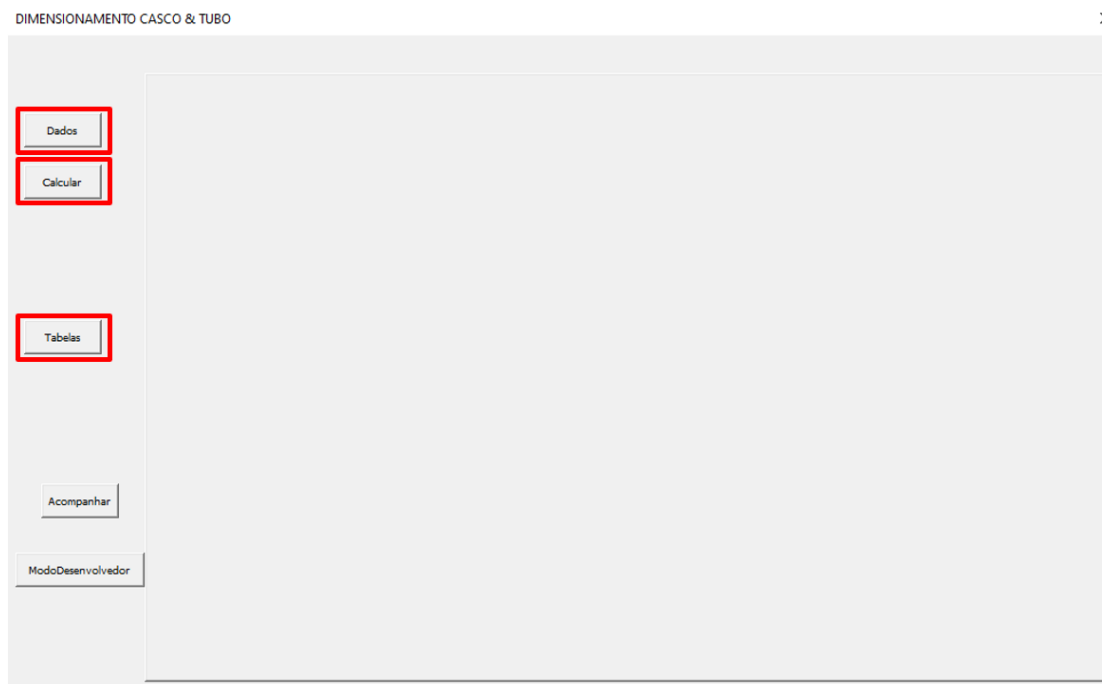 DIMENSIONAMENTO CASCO & TUBO
Dados
Calcular
Tabelas
Acompanhar
ModoDesenvolvedor